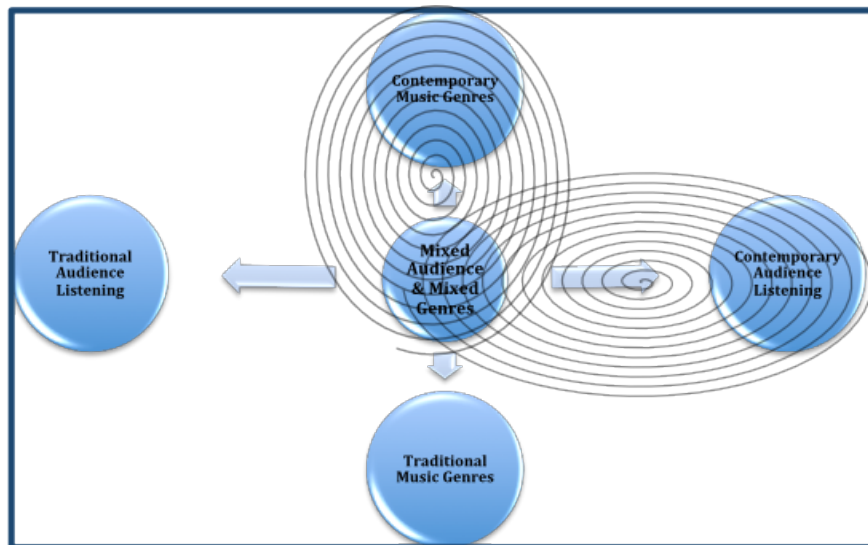 Contemporary
Music Genres
Traditional
Audience
Listening
Mixed
Audience
& Mixed
Genres
Contemporary
Audience
Listening
Traditional
Music Genres